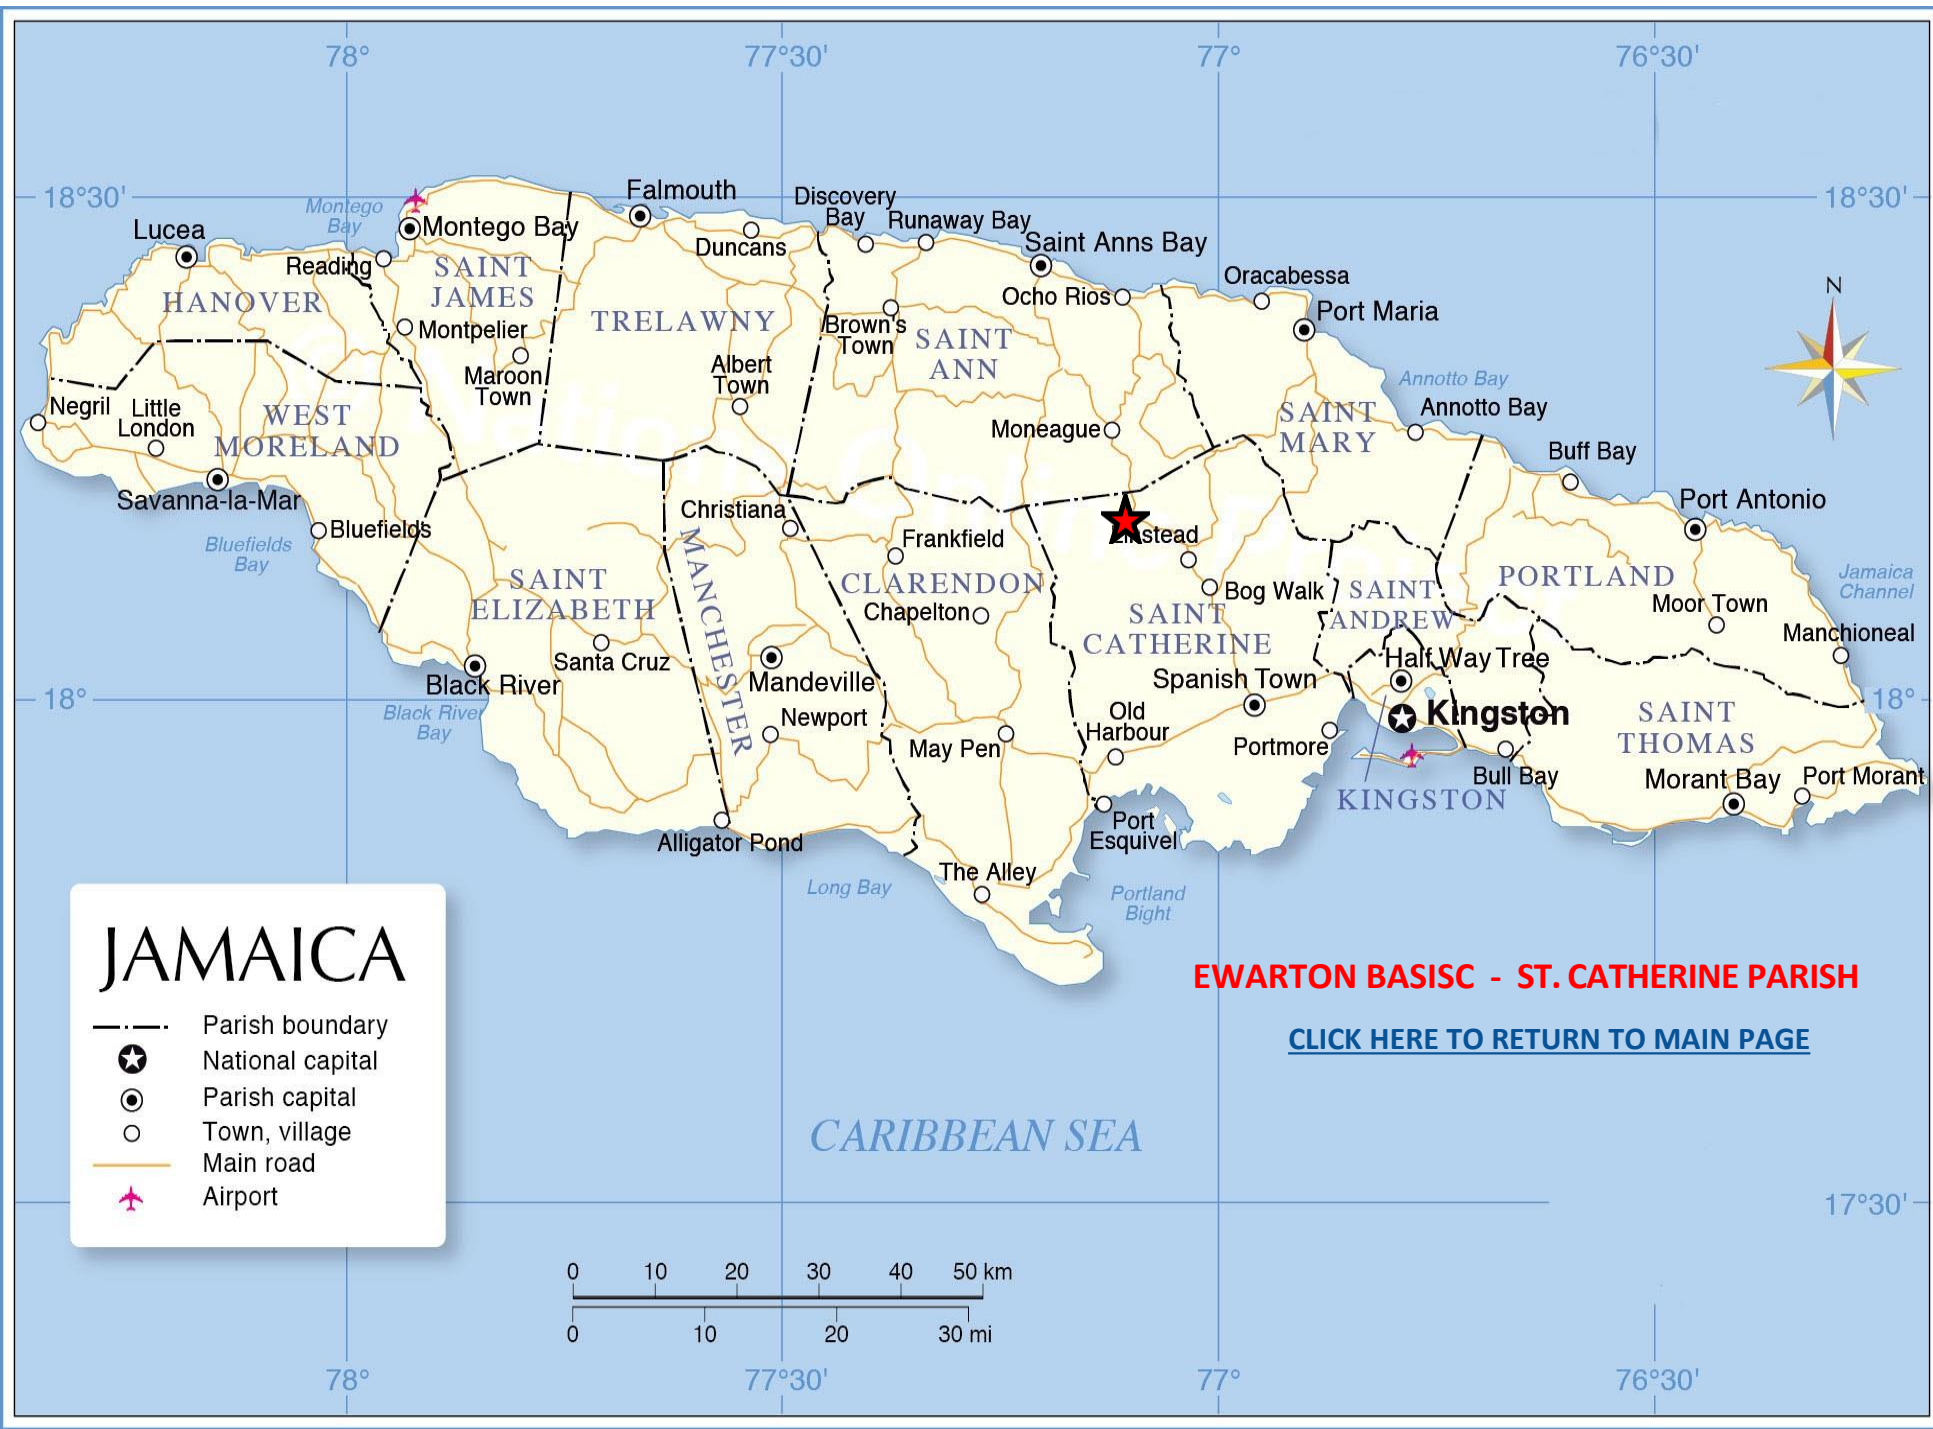 78°
77°30'
77°
76°30'
18°30'
18°30'
Montego
Bay
Lucea
Montego Bay
Falmouth
Discovery
Bay
Runaway Bay
Saint Anns Bay
Duncans
Reading
SAINT
JAMES
HANOVER
Ocho Rios
Oracabessa
Port Maria
N
TRELAWNY
Montpelier
Brown's
Town
SAINT
ANN
Maroon
Town
Albert
Town
Annotto Bay
Annotto Bay
Negril
Little
London
WEST
MORELAND
SAINT
MARY
Moneague
Buff Bay
Savanna-la-Mar
Port Antonio
Christiana
Bluefields
Bluefields
Bay
Frankfield
Linstead
MANCHESTER
SAINT
ELIZABETH
CLARENDON
Chapelton
Bog Walk
SAINT
CATHERINE
SAINT
ANDREW
PORTLAND
Moor Town
Jamaica
Channel
Manchioneal
Santa Cruz
Half Way Tree
Black River
Mandeville
Spanish Town
18°
18°
Black River
Bay
Newport
Old
Harbour
Kingston
SAINT
THOMAS
May Pen
Portmore
Bull Bay
Morant Bay
Port Morant
KINGSTON
Alligator Pond
Port
Esquivel
The Alley
Long Bay
Portland
Bight
JAMAICA
Parish boundary
National capital
Parish capital
Town, village
Main road
Airport
EWARTON BASISC - ST. CATHERINE PARISH
CLICK HERE TO RETURN TO MAIN PAGE
CARIBBEAN SEA
17°30'
0 10 20 30 40 50 km
0 10 20 30 mi
78°
77°30'
77°
76°30'